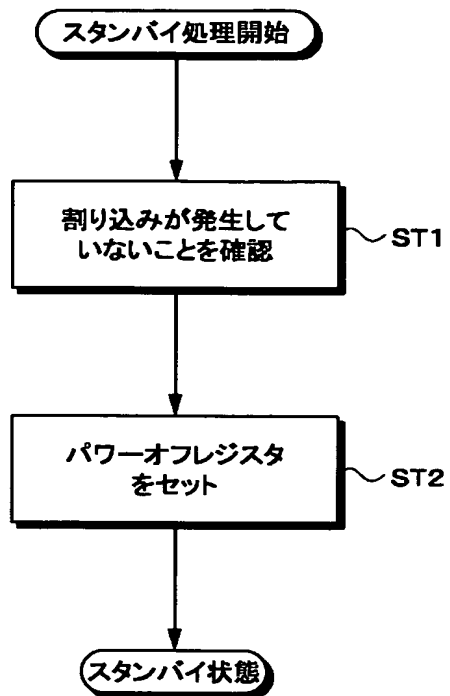 スタンバイ処理開始
割り込みが発生して
いないことを確認
ST1
パワーオフレジスタ
をセット
ST2
スタンバイ状態